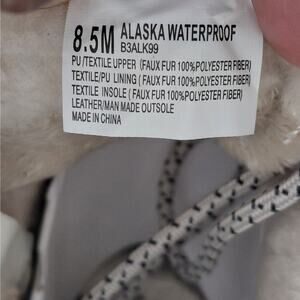 8.5M ALASKA WATERPROOF
B3ALK99
PU/TEXTILE UPPER (FAUX FUR 100%POLYESTER FIBER)
TEXTILE/PU LINING (FAUX FUR 100%POLYESTER FIBER)
TEXTILE INSOLE (FAUX FUR 100%POLYESTER FIBER)
LEATHER/MAN MADE OUTSOLE
MADE IN CHINA